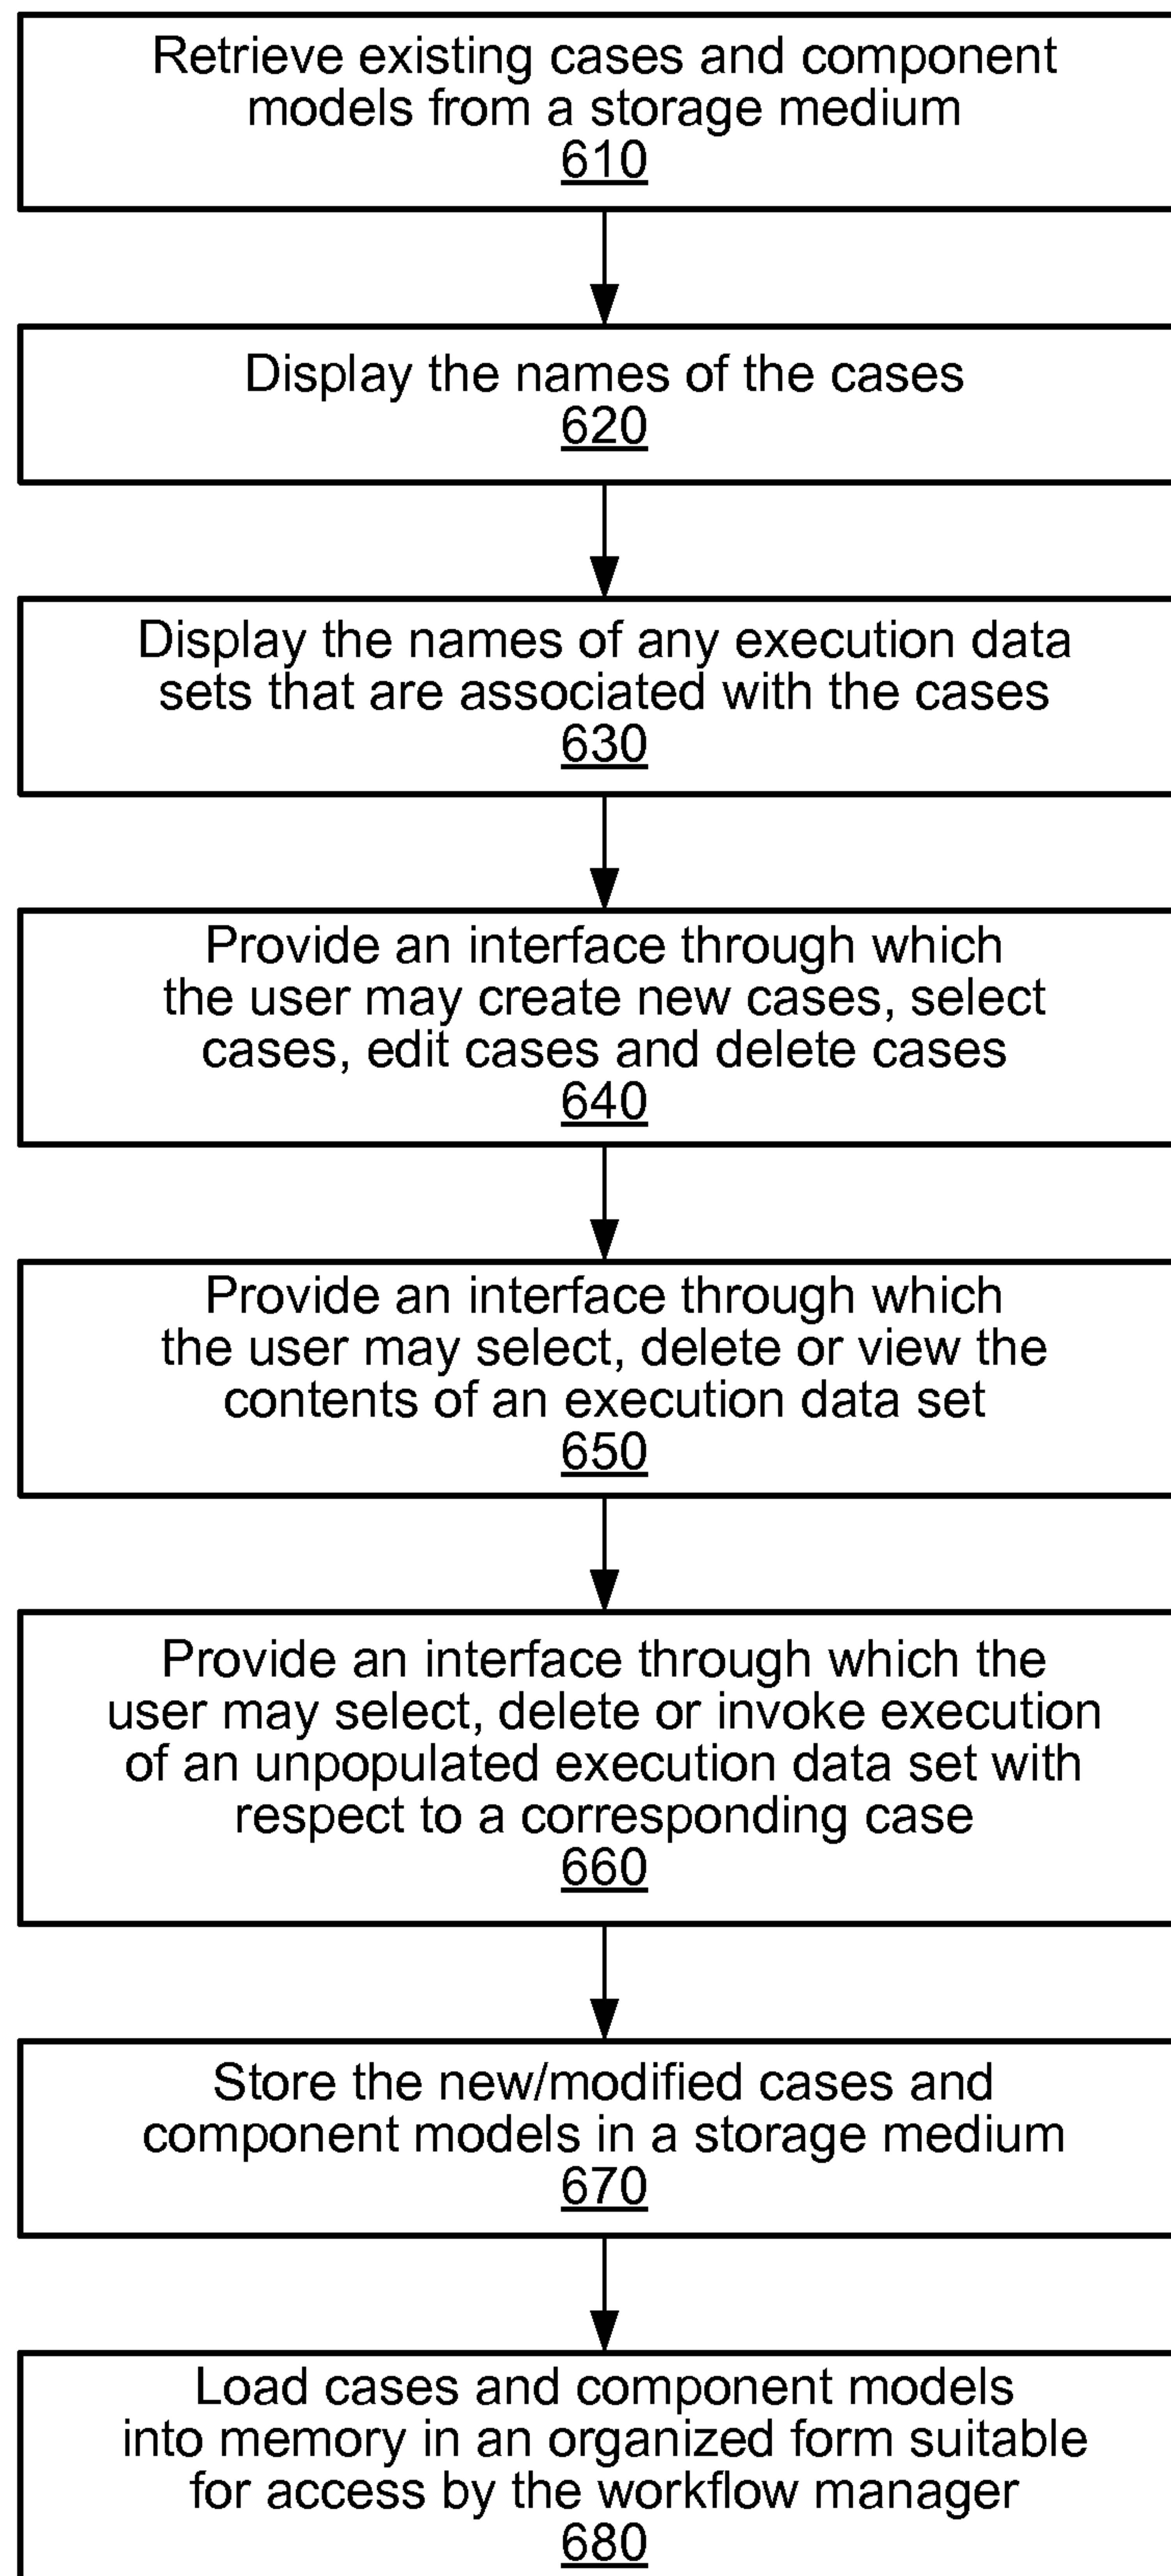 Retrieve existing cases and component
models from a storage medium
610
Display the names of the cases
620
Display the names of any execution data
sets that are associated with the cases
630
Provide an interface through which
the user may create new cases, select
cases, edit cases and delete cases
640
Provide an interface through which
the user may select, delete or view the
contents of an execution data set
650
Provide an interface through which the
user may select, delete or invoke execution
of an unpopulated execution data set with
respect to a corresponding case
660
Store the new/modified cases and
component models in a storage medium
670
Load cases and component models
into memory in an organized form suitable
for access by the workflow manager
680